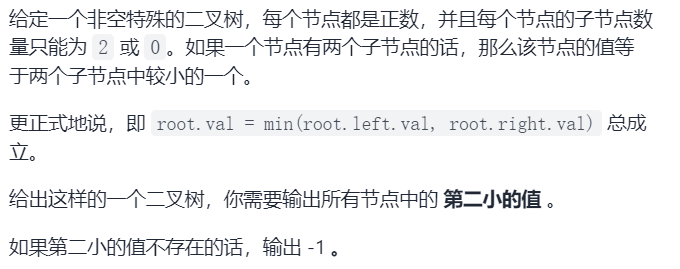 给定一个非空特殊的二叉树，每个节点都是正数，并且每个节点的子节点数
量只能为 2 或 0。如果一个节点有两个子节点的话，那么该节点的值等
于两个子节点中较小的一个。
更正式地说，即 root.val = min(root.left.val, root.right.val) 总成
立。
给出这样的一个二叉树，你需要输出所有节点中的 第二小的值 。
如果第二小的值不存在的话，输出 -1 。